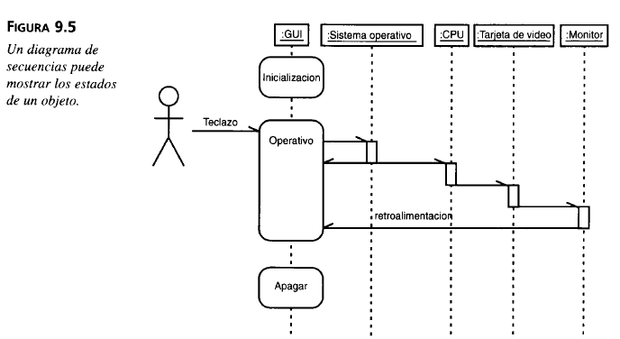 FIGURA 9.5
Un diagrama de
secuencias puede
mostrar los estados
de un objeto.
:GUI
:Sistema operativo
:CPU
:Tarjeta de video
:Monitor
Inicializacion
Teclazo
Operativo
retroalimentacion
Apagar